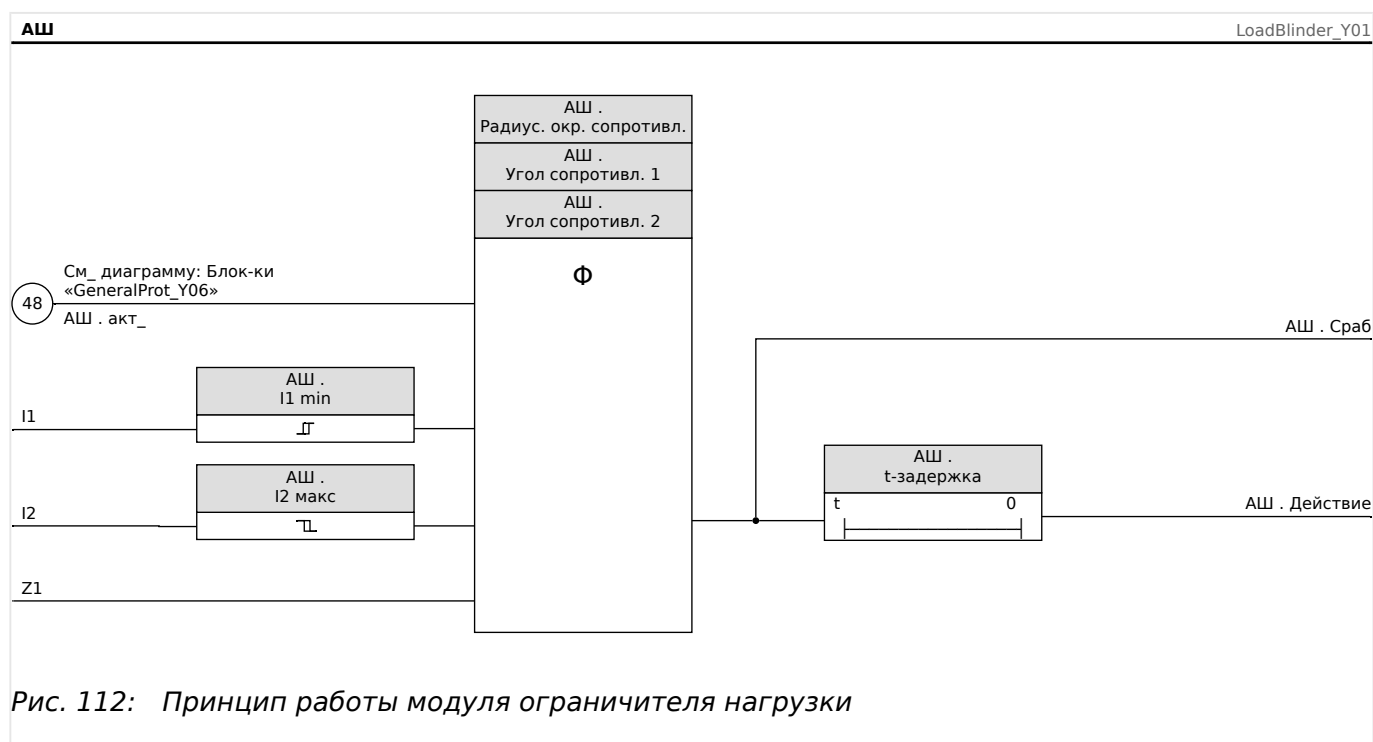 АШ
LoadBlinder_Y01
АШ .
Радиус. окр. сопротивл.
АШ .
Угол сопротивл. 1
АШ .
Угол сопротивл. 2
Ф
См_ диаграмму: Блок-ки
«GeneralProt_Y06»
48
АШ . акт_
АШ . Сраб
АШ .
I1 min
I1
АШ .
I2 макс
I2
АШ .
t-задержка
t 0
АШ . Действие
Z1
Рис. 112: Принцип работы модуля ограничителя нагрузки